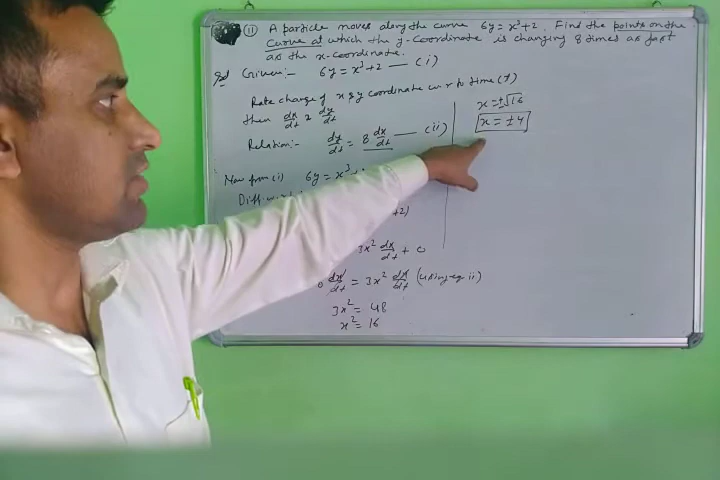 (11) A particle moves along the curve 6y = x³+2. Find the points on the
curve at which the y-coordinate is changing 8 times as fast
as the x-coordinate.
Given:- 6y = x³+2 — (i)
Rate change of x & y coordinate w.r. to time (t)
then dx/dt & dy/dt
Relation:- dy/dt = 8 dx/dt — (ii)
Now from (i) 6y = x³+
+2)
3x² dx/dt + 0
dx/dt = 3x² dx/dt (using eq ii)
3x² = 48
x² = 16
x = ±√16
x = ±4